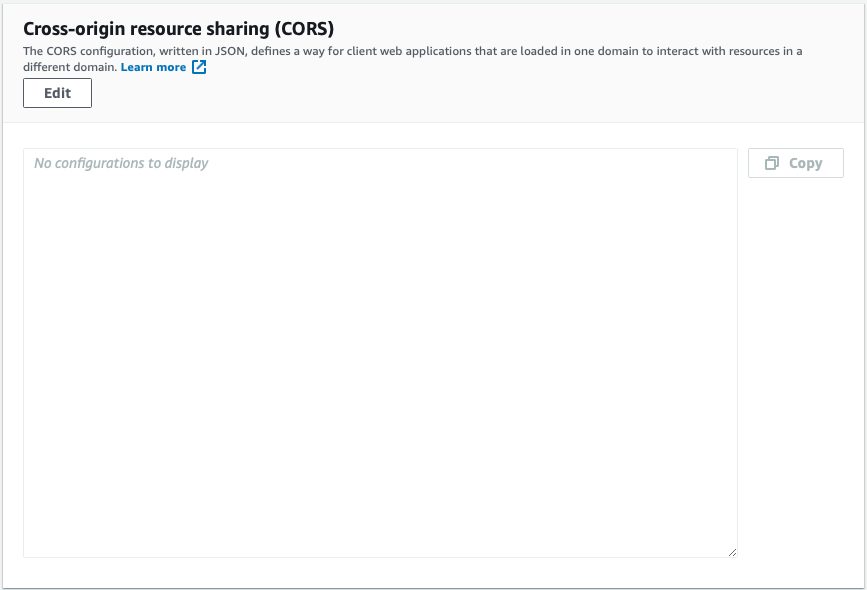 Cross-origin resource sharing (CORS)
The CORS configuration, written in JSON, defines a way for client web applications that are loaded in one domain to interact with resources in a
different domain. Learn more
Edit
No configurations to display
Copy